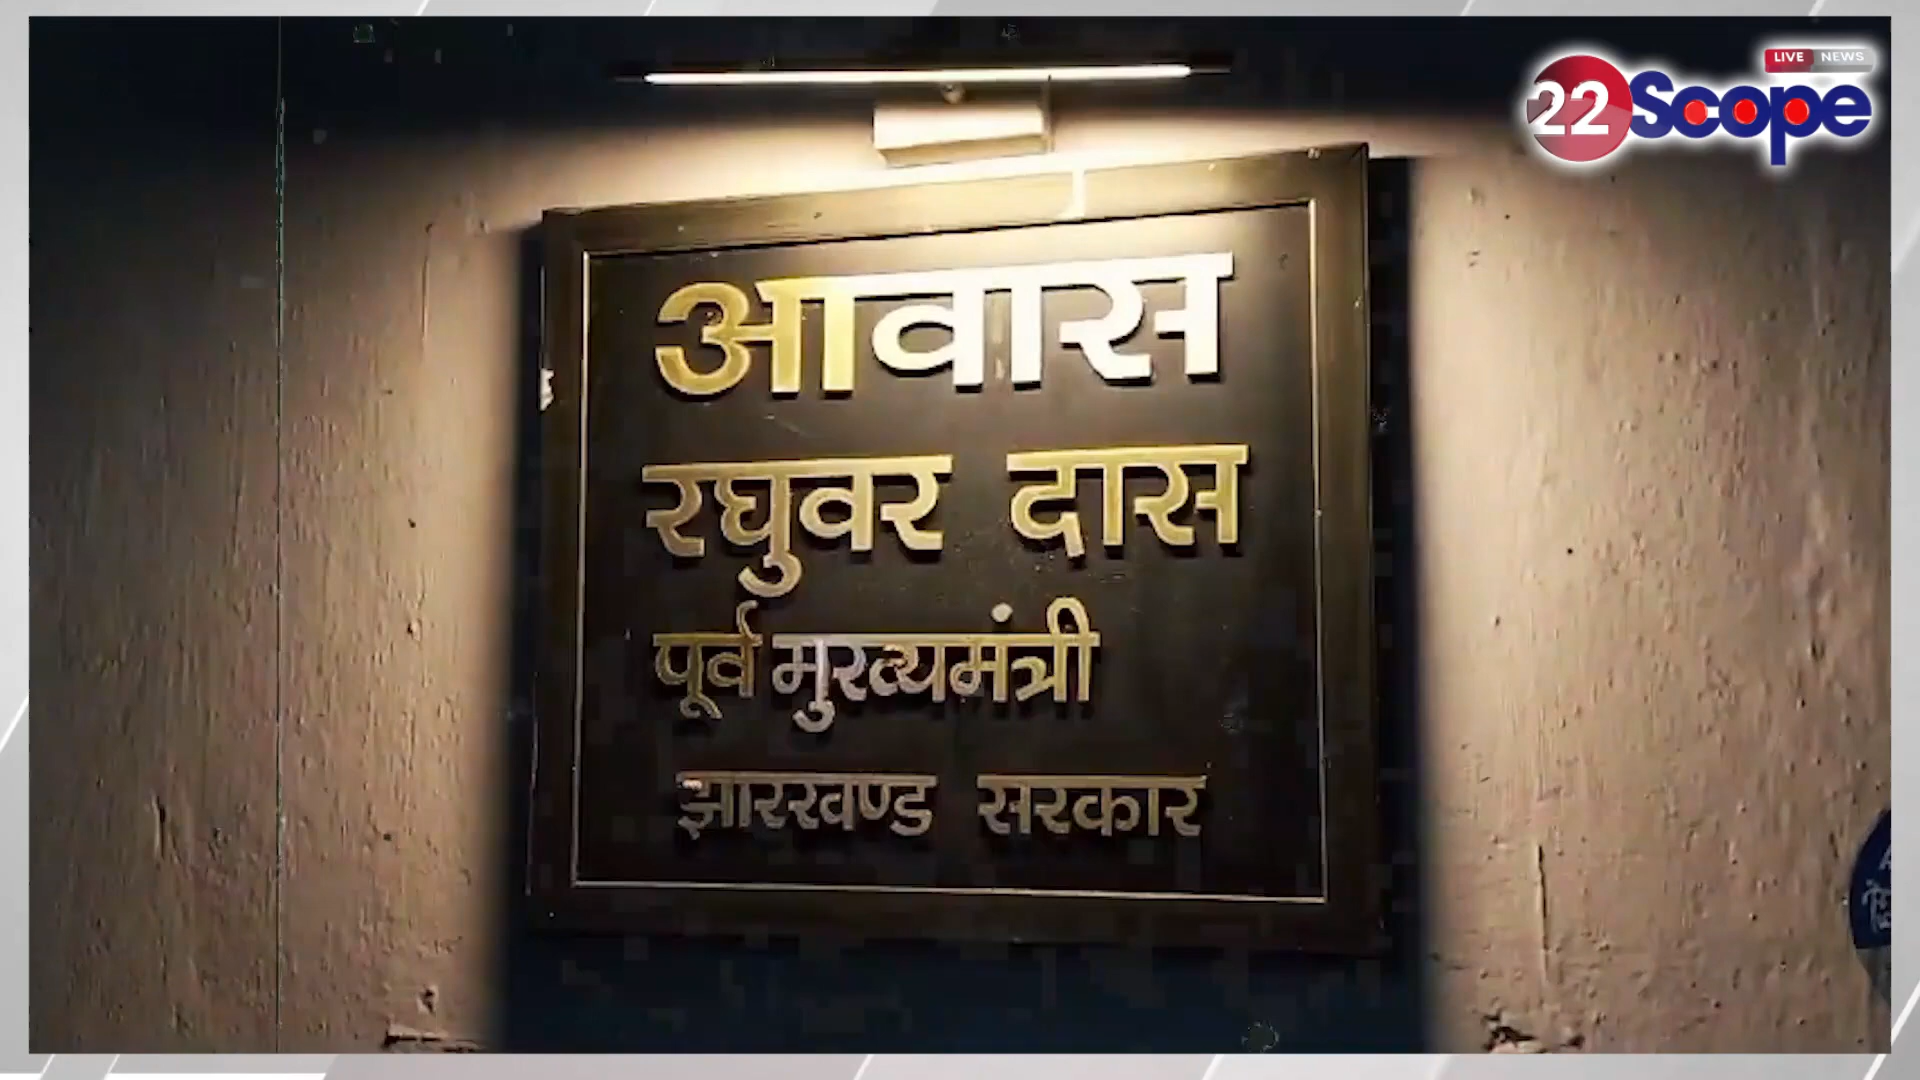 LIVE NEWS
22Scope
आवास
रघुवर दास
पूर्व मुख्यमंत्री
झारखण्ड सरकार